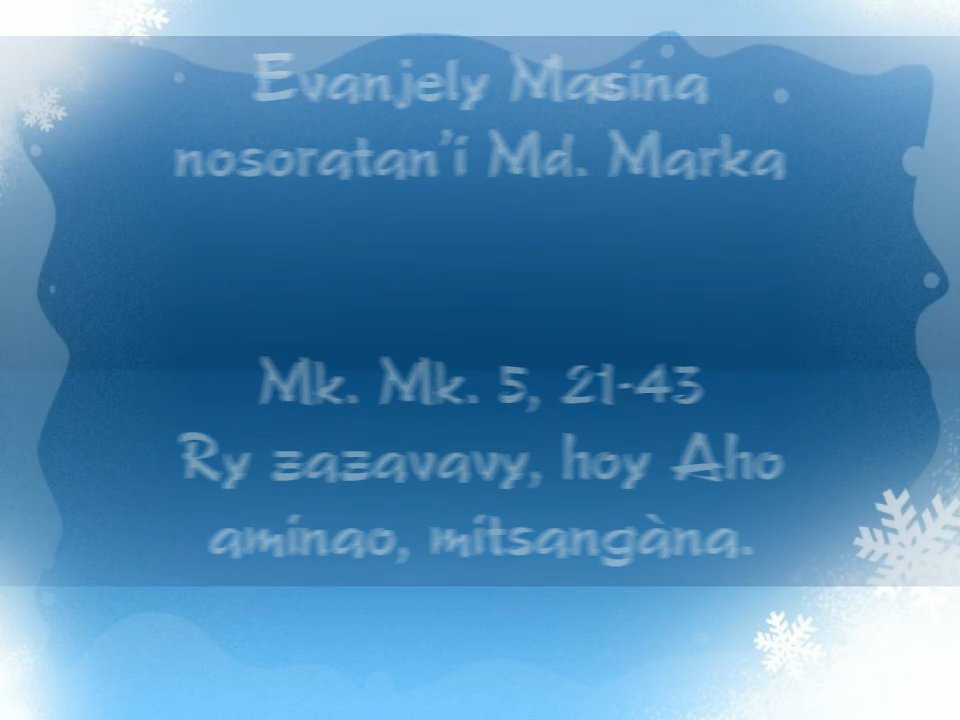 Evanjely Masina
nosoratan'i Md. Marka
Mk. Mk. 5, 21-43
Ry zazavavy, hoy Aho
aminao, mitsangàna.